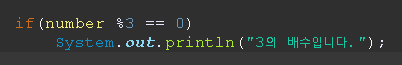 if(number %3 == 0)
System.out.println("3의 배수입니다.");